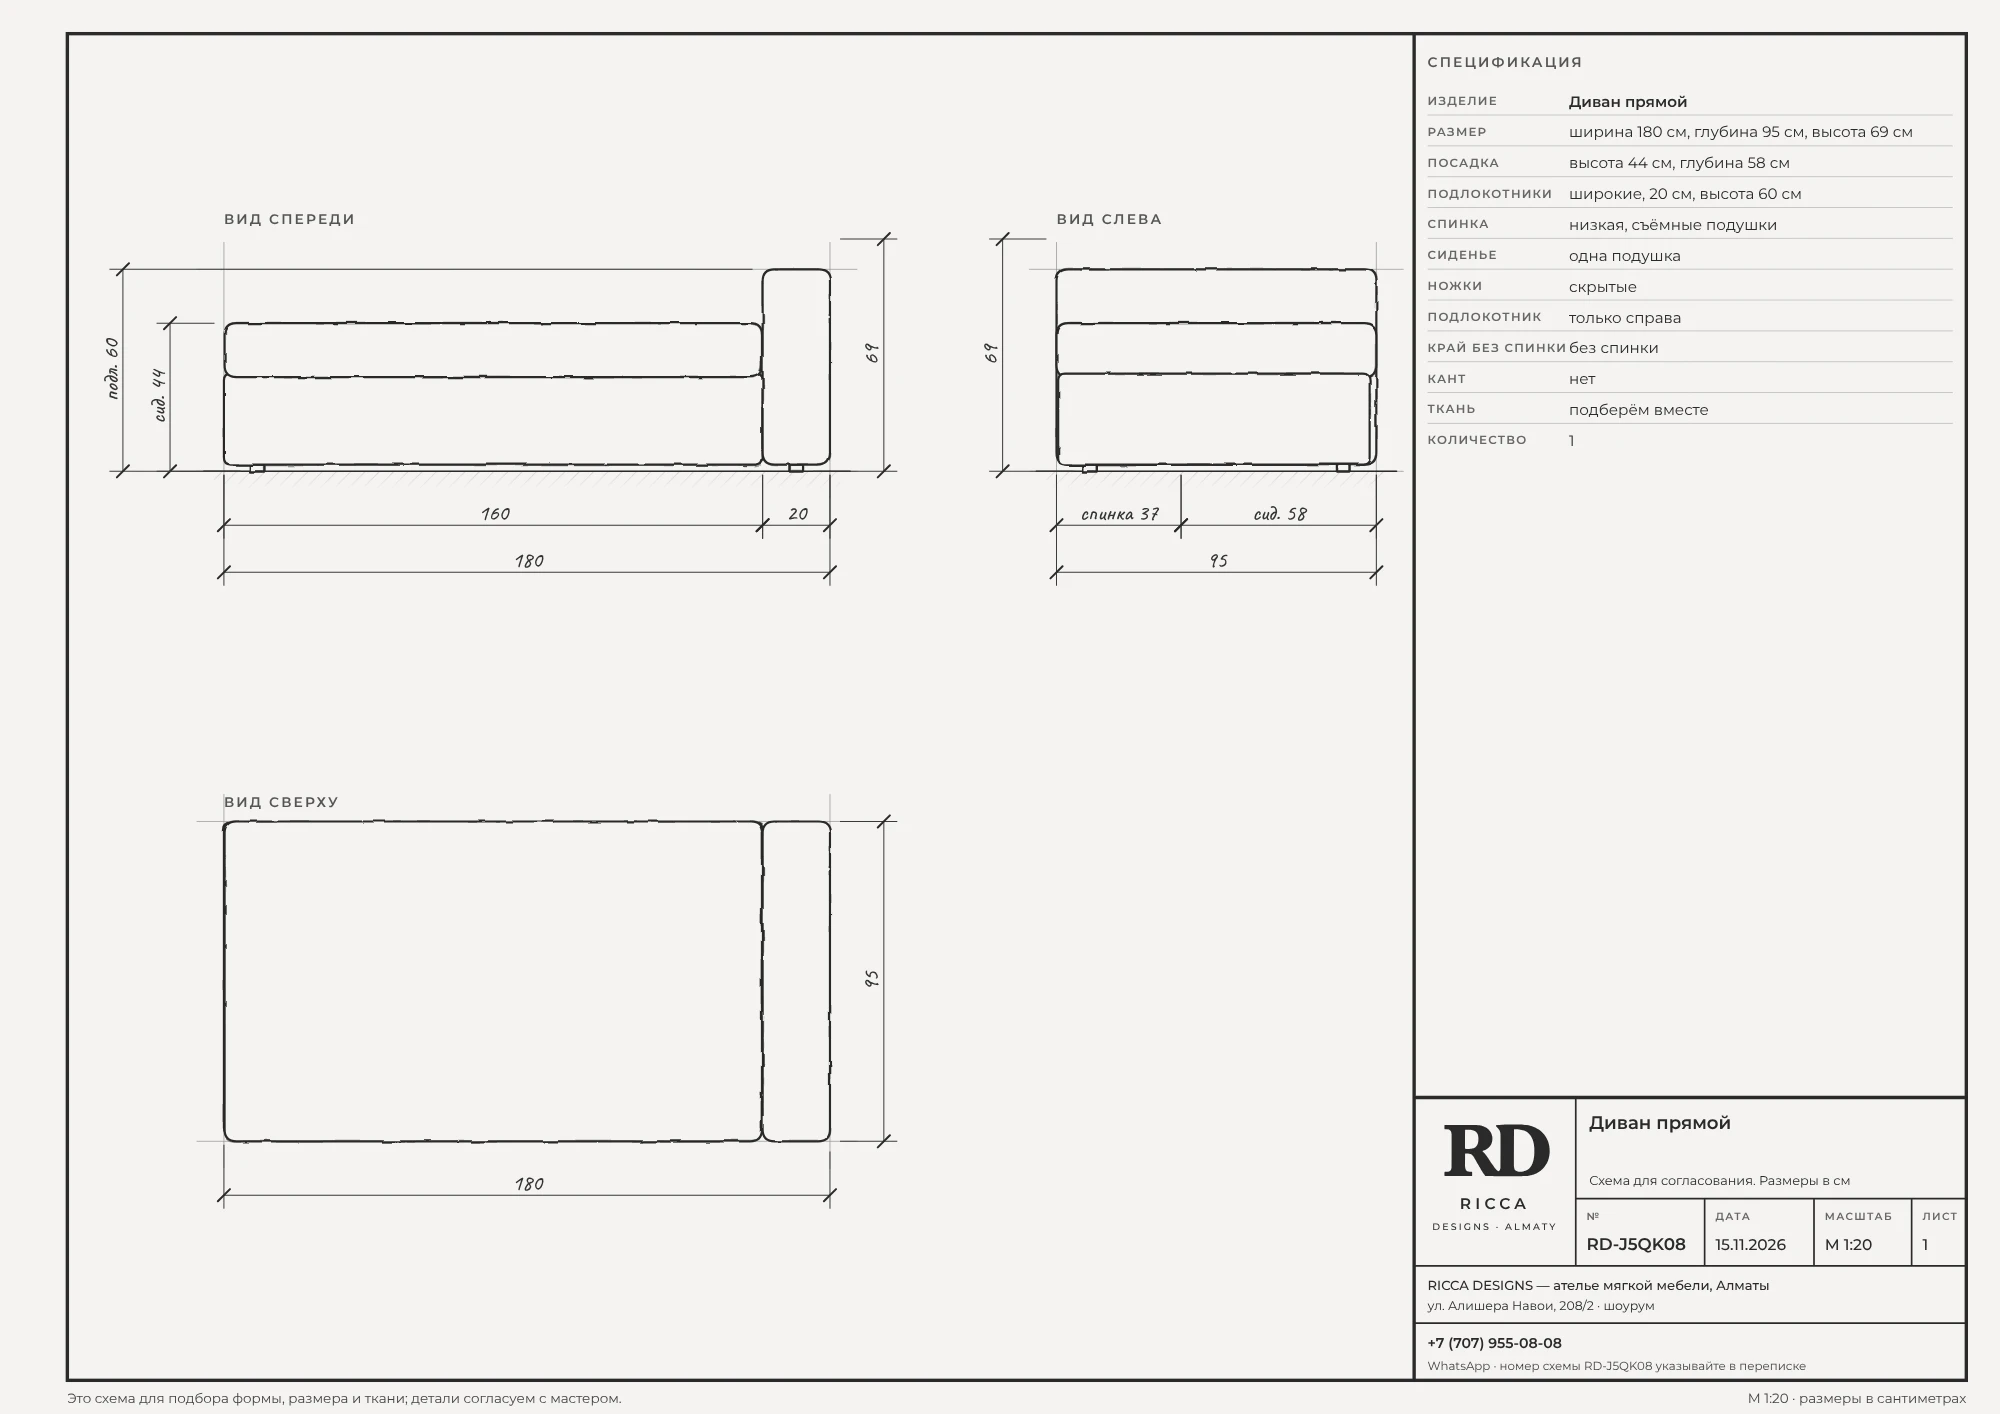 ВИД СПЕРЕДИ
подл. 60
сид. 44
69
160
20
180
ВИД СЛЕВА
69
спинка 37
сид. 58
95
ВИД СВЕРХУ
95
180
СПЕЦИФИКАЦИЯ
ИЗДЕЛИЕ Диван прямой
РАЗМЕР ширина 180 см, глубина 95 см, высота 69 см
ПОСАДКА высота 44 см, глубина 58 см
ПОДЛОКОТНИКИ широкие, 20 см, высота 60 см
СПИНКА низкая, съёмные подушки
СИДЕНЬЕ одна подушка
НОЖКИ скрытые
ПОДЛОКОТНИК только справа
КРАЙ БЕЗ СПИНКИ без спинки
КАНТ нет
ТКАНЬ подберём вместе
КОЛИЧЕСТВО 1
RD
RICCA
DESIGNS · ALMATY
Диван прямой
Схема для согласования. Размеры в см
№ ДАТА МАСШТАБ ЛИСТ
RD-J5QK08 15.11.2026 М 1:20 1
RICCA DESIGNS — ателье мягкой мебели, Алматы
ул. Алишера Навои, 208/2 · шоурум
+7 (707) 955-08-08
WhatsApp · номер схемы RD-J5QK08 указывайте в переписке
Это схема для подбора формы, размера и ткани; детали согласуем с мастером.
М 1:20 · размеры в сантиметрах